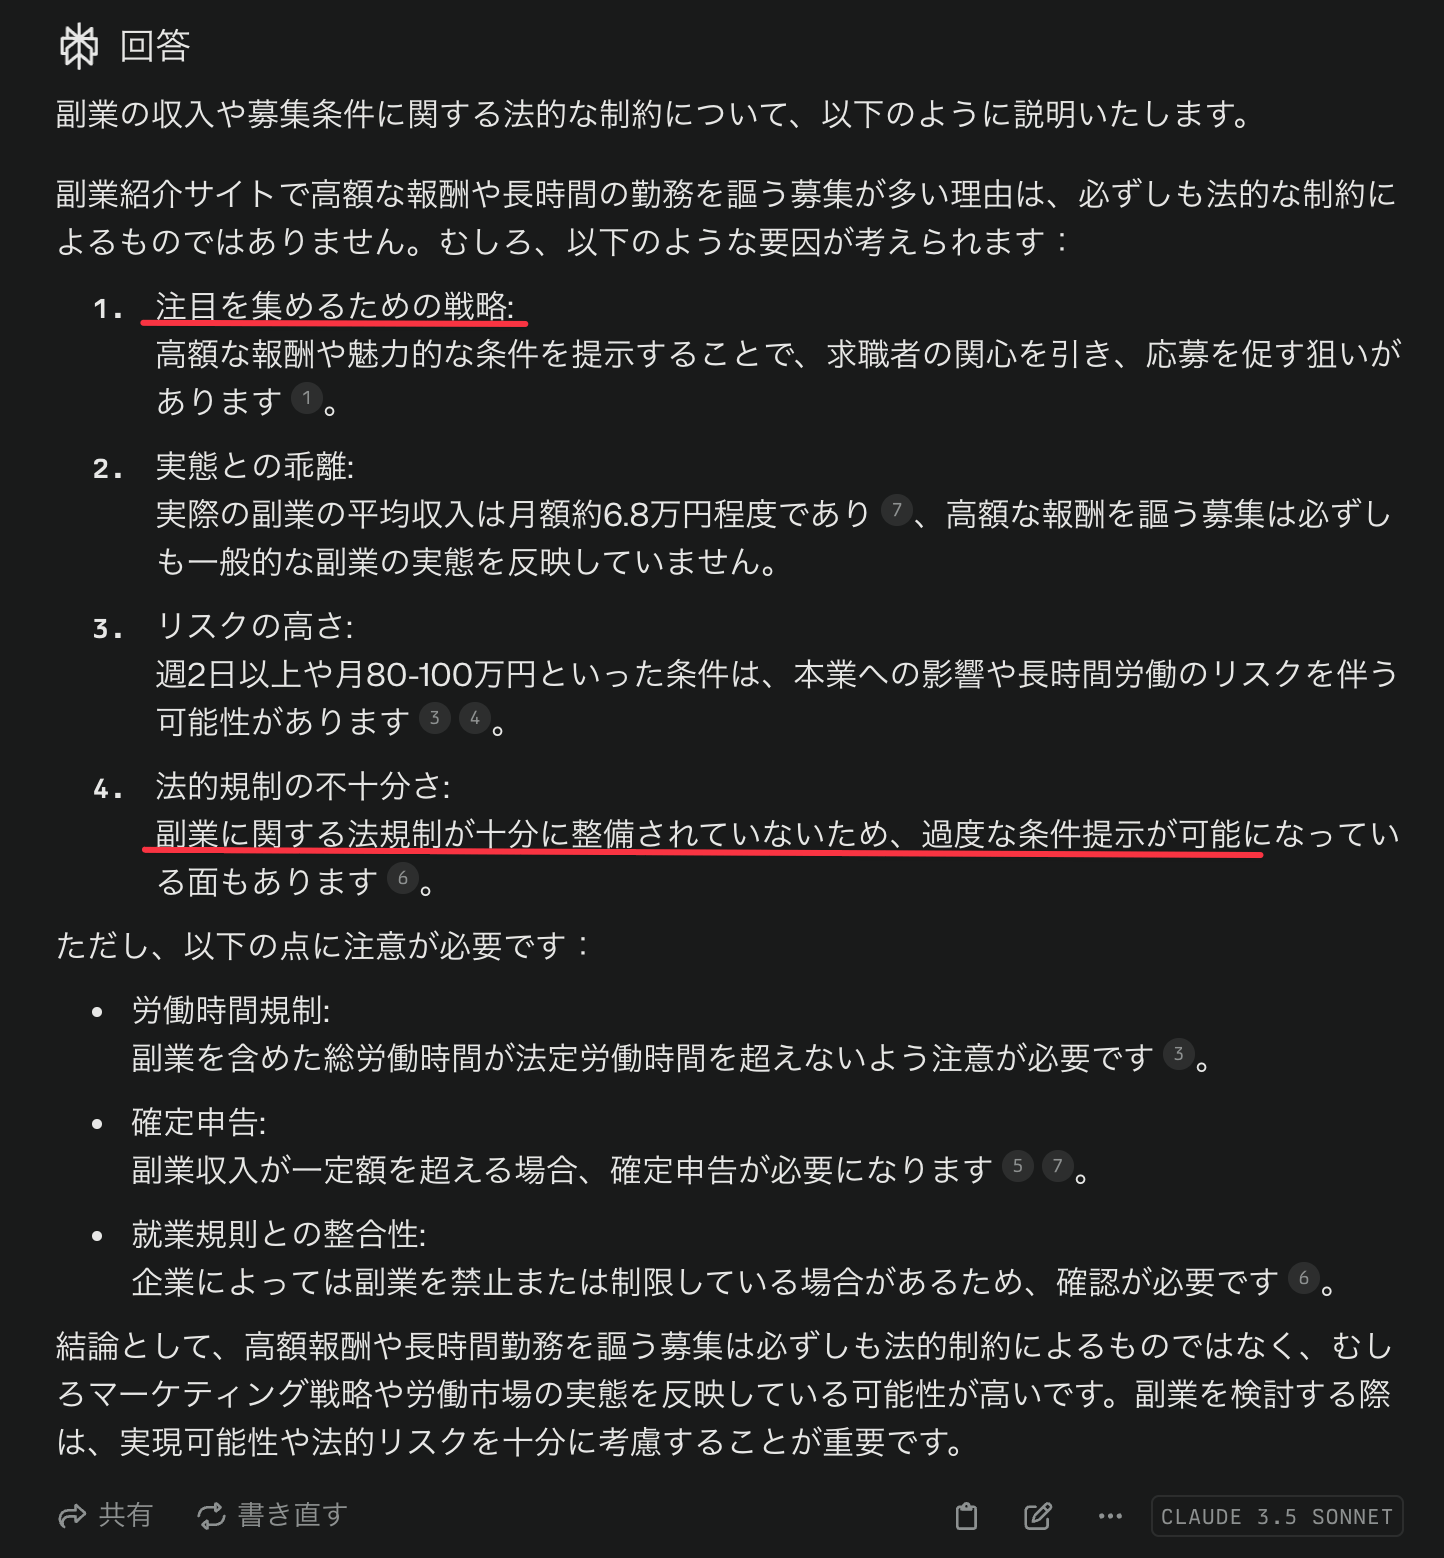 回答
副業の収入や募集条件に関する法的な制約について、以下のように説明いたします。
副業紹介サイトで高額な報酬や長時間の勤務を謳う募集が多い理由は、必ずしも法的な制約に
よるものではありません。むしろ、以下のような要因が考えられます：
1. 注目を集めるための戦略:
高額な報酬や魅力的な条件を提示することで、求職者の関心を引き、応募を促す狙いが
あります 1 。
2. 実態との乖離:
実際の副業の平均収入は月額約6.8万円程度であり 7 、高額な報酬を謳う募集は必ずし
も一般的な副業の実態を反映していません。
3. リスクの高さ:
週2日以上や月80-100万円といった条件は、本業への影響や長時間労働のリスクを伴う
可能性があります 3 4 。
4. 法的規制の不十分さ:
副業に関する法規制が十分に整備されていないため、過度な条件提示が可能になってい
る面もあります 6 。
ただし、以下の点に注意が必要です：
• 労働時間規制:
副業を含めた総労働時間が法定労働時間を超えないよう注意が必要です 3 。
• 確定申告:
副業収入が一定額を超える場合、確定申告が必要になります 5 7 。
• 就業規則との整合性:
企業によっては副業を禁止または制限している場合があるため、確認が必要です 6 。
結論として、高額報酬や長時間勤務を謳う募集は必ずしも法的制約によるものではなく、むし
ろマーケティング戦略や労働市場の実態を反映している可能性が高いです。副業を検討する際
は、実現可能性や法的リスクを十分に考慮することが重要です。
共有 書き直す CLAUDE 3.5 SONNET